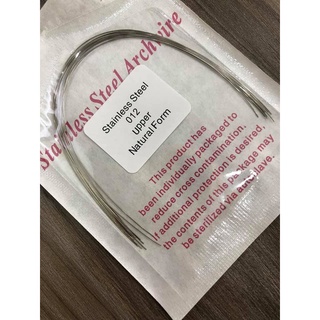 Stainless Steel Archwire
Stainless Steel
012
upper
Natural Form
This product has
been individually packaged to
reduce cross contamination.
If additional protection is desired,
the contents of this package may
be sterilized via autoclave.